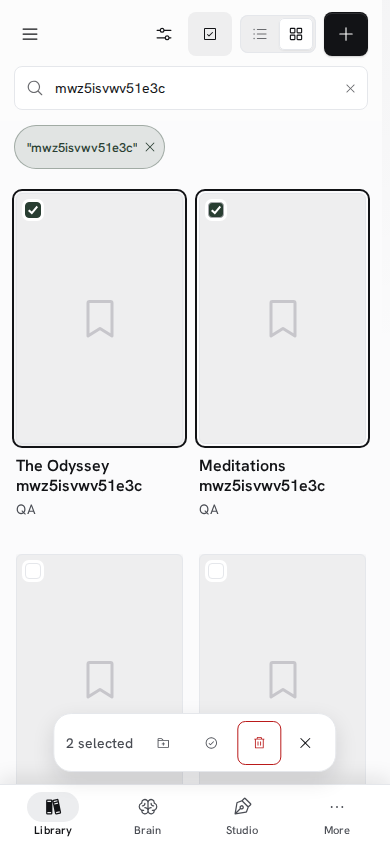 mwz5isvwv51e3c
"mwz5isvwv51e3c"
The Odyssey
mwz5isvwv51e3c
QA
Meditations
mwz5isvwv51e3c
QA
2 selected
Library
Brain
Studio
More